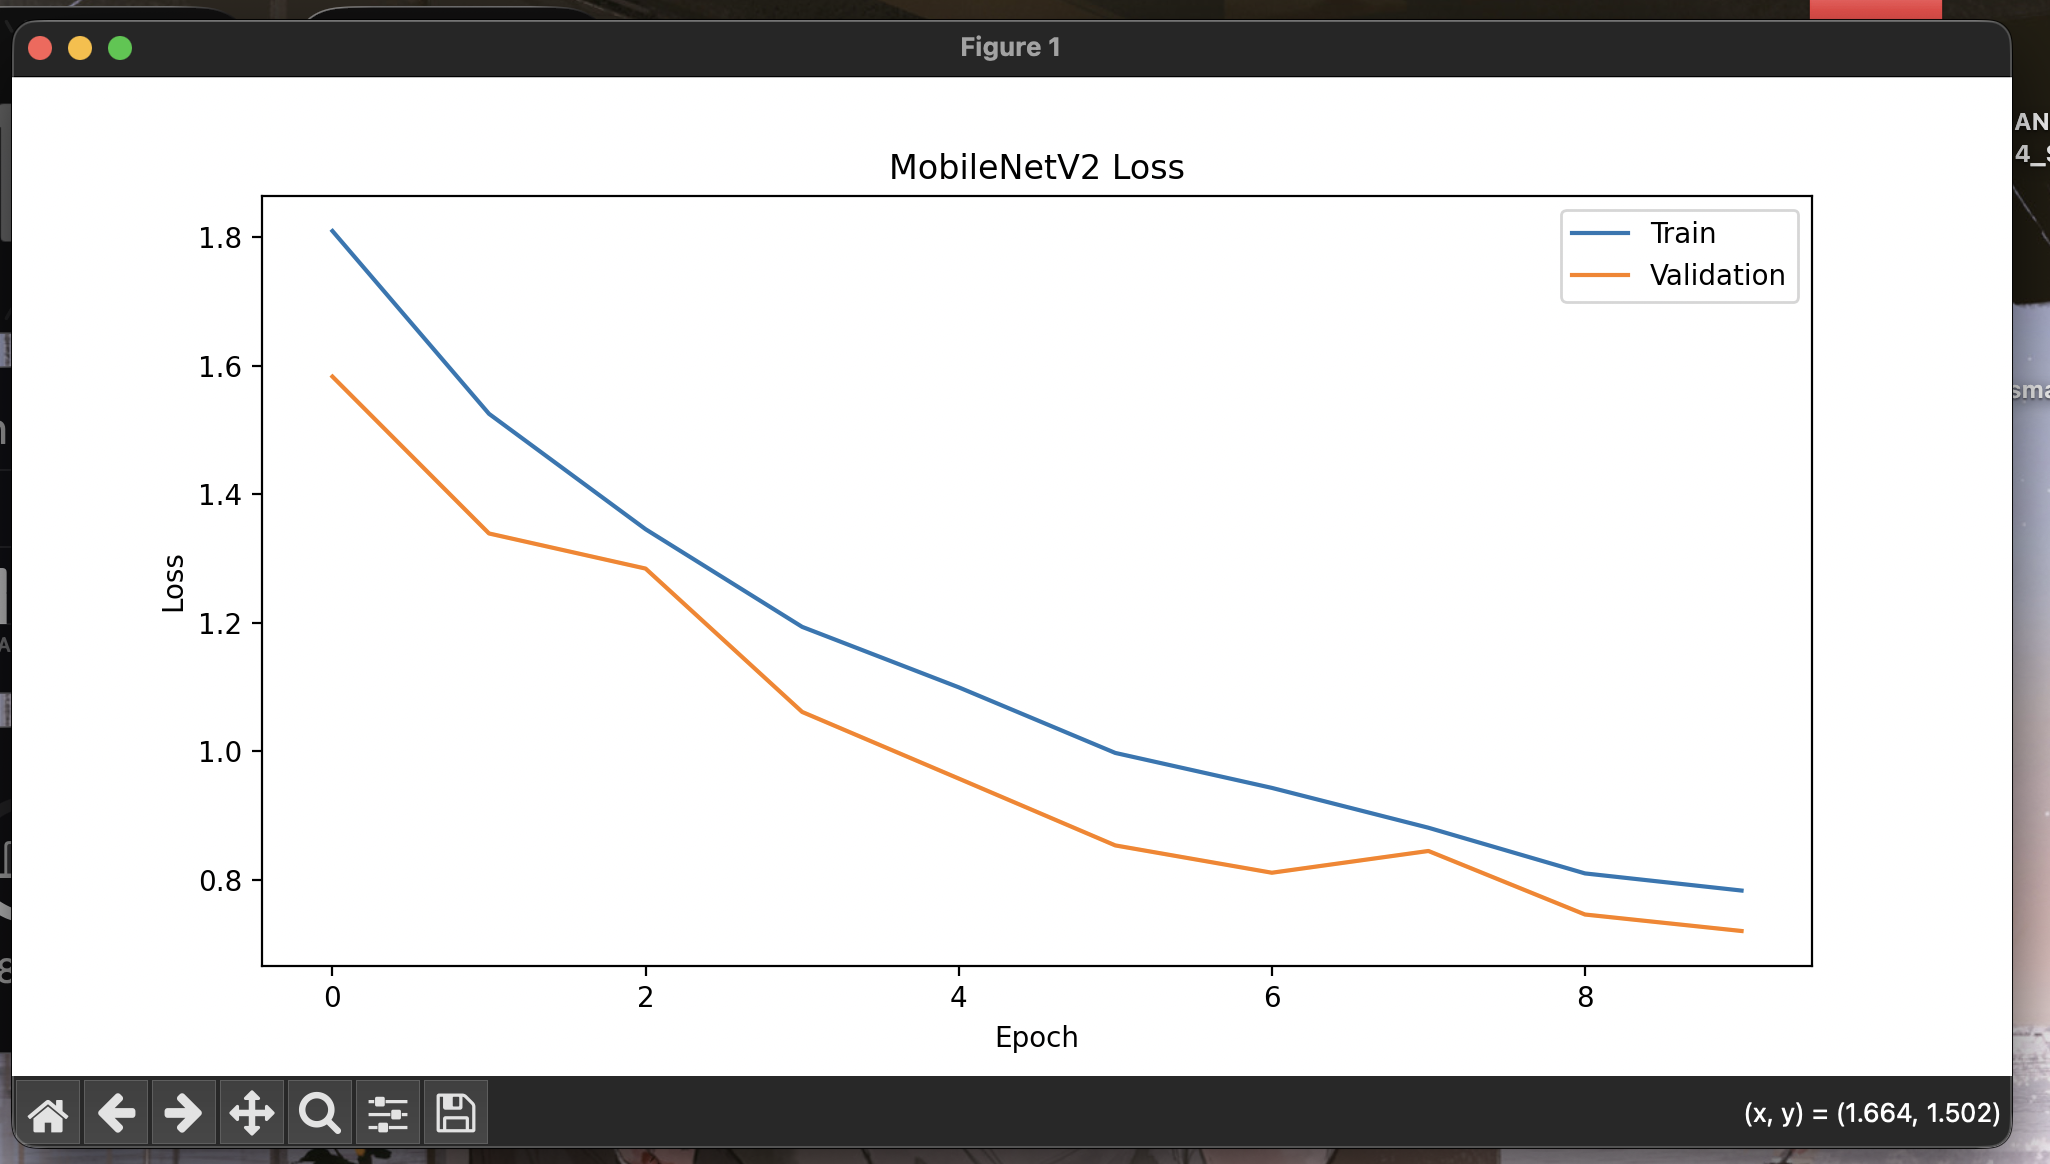 Figure 1
AN
4_
MobileNetV2 Loss
Train
Validation
1.8
1.6
1.4
1.2
1.0
0.8
Loss
0
2
4
6
8
Epoch
sma
(x, y) = (1.664, 1.502)